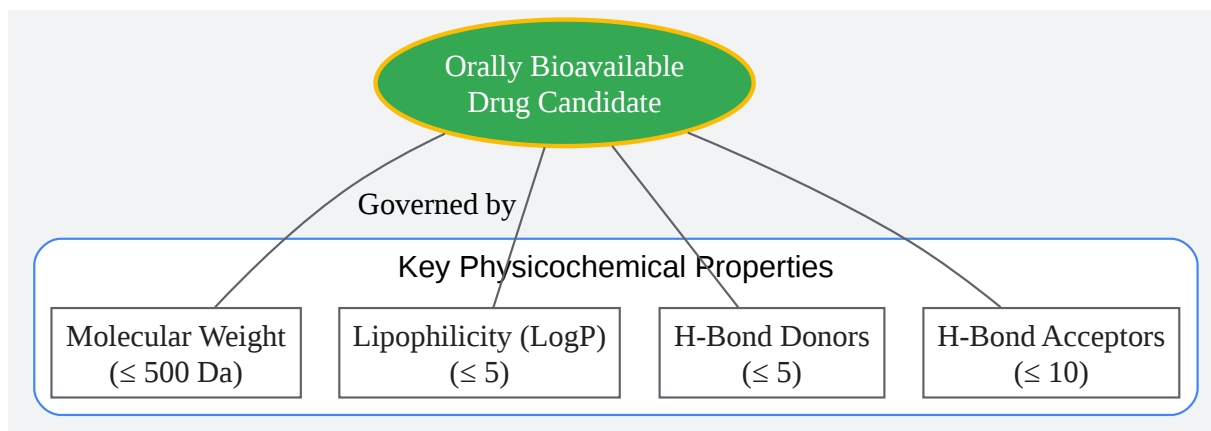 Orally Bioavailable
Drug Candidate
Governed by
Key Physicochemical Properties
Molecular Weight
(≤ 500 Da)
Lipophilicity (LogP)
(≤ 5)
H-Bond Donors
(≤ 5)
H-Bond Acceptors
(≤ 10)